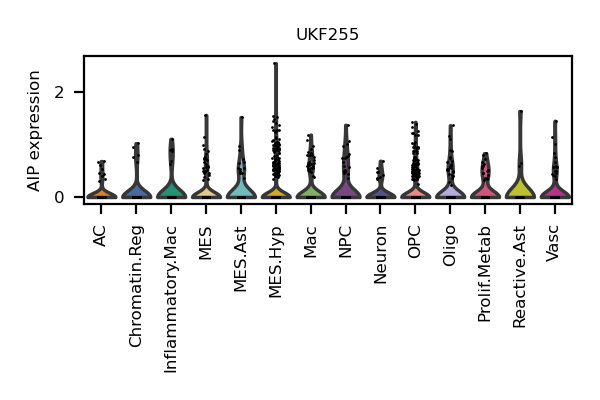 UKF255
AIP expression
2
0
AC
Chromatin.Reg
Inflammatory.Mac
MES
MES.Ast
MES.Hyp
Mac
NPC
Neuron
OPC
Oligo
Prolif.Metab
Reactive.Ast
Vasc